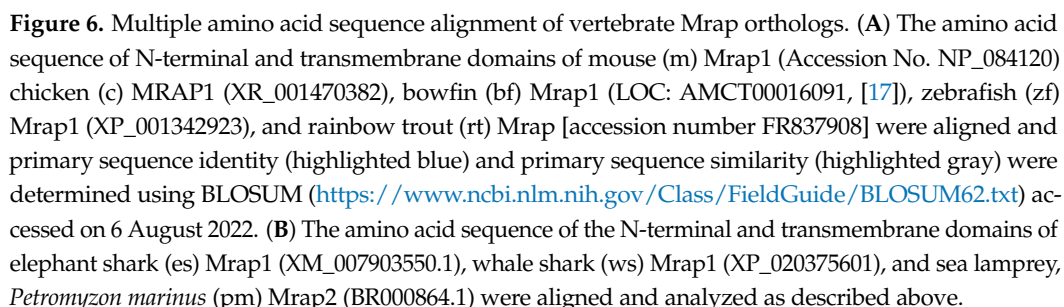 Figure 6. Multiple amino acid sequence alignment of vertebrate Mrap orthologs. (A) The amino acid
sequence of N-terminal and transmembrane domains of mouse (m) Mrap1 (Accession No. NP_084120)
chicken (c) MRAP1 (XR_001470382), bowfin (bf) Mrap1 (LOC: AMCT00016091, [17]), zebrafish (zf)
Mrap1 (XP_001342923), and rainbow trout (rt) Mrap [accession number FR837908] were aligned and
primary sequence identity (highlighted blue) and primary sequence similarity (highlighted gray) were
determined using BLOSUM (https://www.ncbi.nlm.nih.gov/Class/FieldGuide/BLOSUM62.txt) ac-
cessed on 6 August 2022. (B) The amino acid sequence of the N-terminal and transmembrane domains of
elephant shark (es) Mrap1 (XM_007903550.1), whale shark (ws) Mrap1 (XP_020375601), and sea lamprey,
Petromyzon marinus (pm) Mrap2 (BR000864.1) were aligned and analyzed as described above.